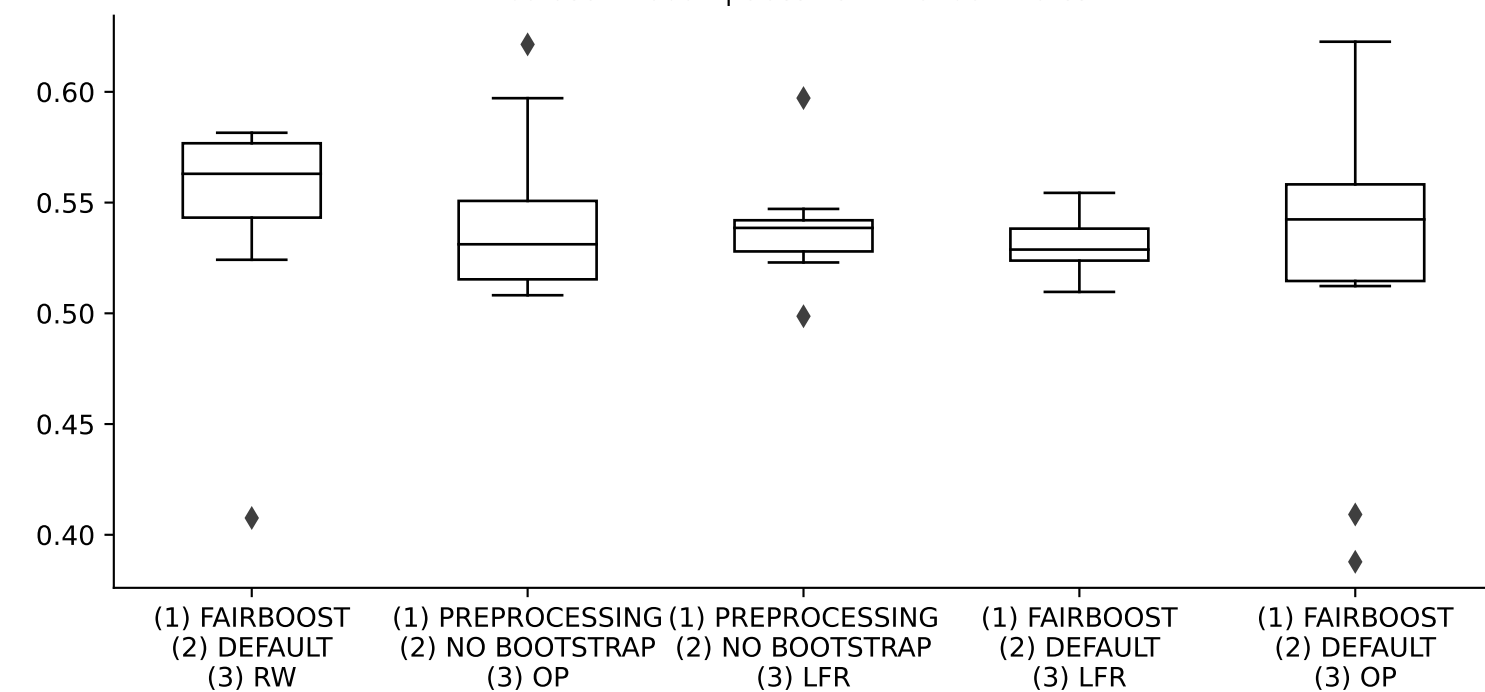 0.60
0.55
0.50
0.45
0.40
(1) FAIRBOOST
(2) DEFAULT
(3) RW
(1) PREPROCESSING
(2) NO BOOTSTRAP
(3) OP
(1) PREPROCESSING
(2) NO BOOTSTRAP
(3) LFR
(1) FAIRBOOST
(2) DEFAULT
(3) LFR
(1) FAIRBOOST
(2) DEFAULT
(3) OP